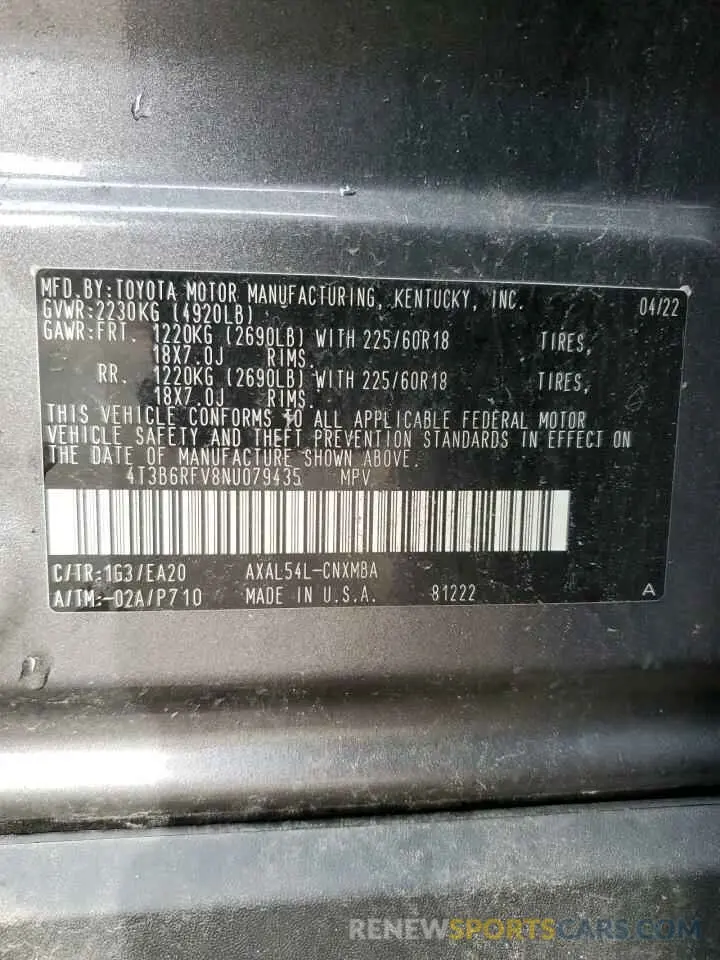 MFD.BY:TOYOTA MOTOR MANUFACTURING, KENTUCKY, INC. 04/22
GVWR:2230KG (4920LB)
GAWR:FRT. 1220KG (2690LB) WITH 225/60R18 TIRES,
18X7.0J RIMS.
RR. 1220KG (2690LB) WITH 225/60R18 TIRES,
18X7.0J RIMS.
THIS VEHICLE CONFORMS TO ALL APPLICABLE FEDERAL MOTOR
VEHICLE SAFETY AND THEFT PREVENTION STANDARDS IN EFFECT ON
THE DATE OF MANUFACTURE SHOWN ABOVE.
4T3B6RFV8NU079435 MPV
C/TR:1G3/EA20 AXAL54L-CNXMBA
A/TM:-02A/P710 MADE IN U.S.A. 81222 A
RENEWSPORTSCARS.COM